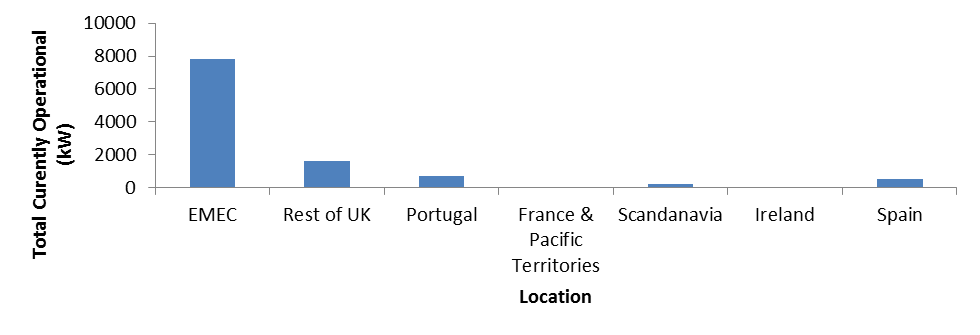 Total Curently Operational
(kW)
10000
8000
6000
4000
2000
0
EMEC
Rest of UK
Portugal
France &
Pacific
Territories
Scandanavia
Ireland
Spain
Location